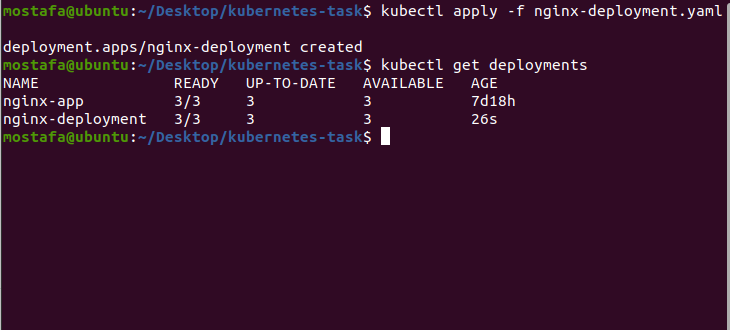 mostafa@ubuntu:~/Desktop/kubernetes-task$ kubectl apply -f nginx-deployment.yaml
deployment.apps/nginx-deployment created
mostafa@ubuntu:~/Desktop/kubernetes-task$ kubectl get deployments
NAME               READY   UP-TO-DATE   AVAILABLE   AGE
nginx-app          3/3     3            3           7d18h
nginx-deployment   3/3     3            3           26s
mostafa@ubuntu:~/Desktop/kubernetes-task$